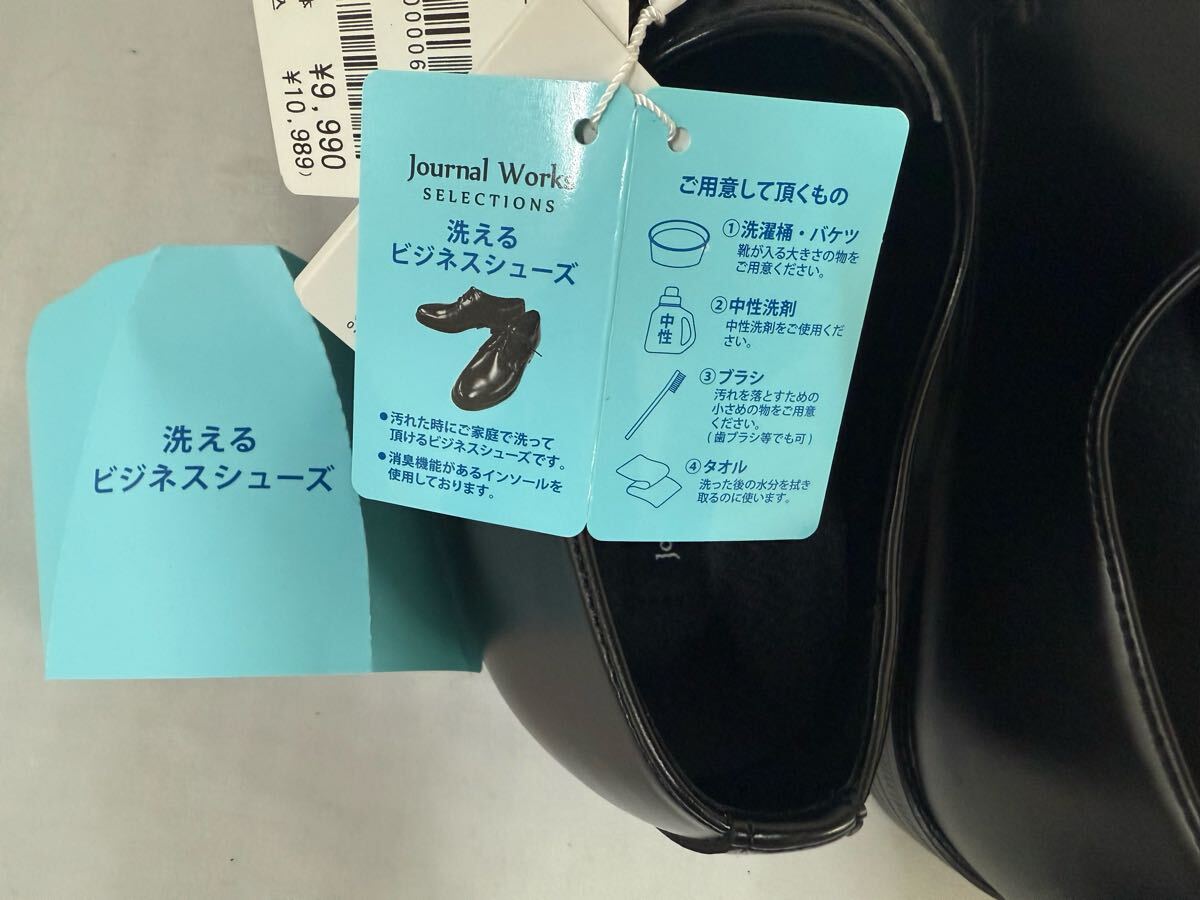 ¥9,990
¥10,989)
00006
Journal Works
SELECTIONS
洗える
ビジネスシューズ
●汚れた時にご家庭で洗って
頂けるビジネスシューズです。
●消臭機能があるインソールを
使用しております。
ご用意して頂くもの
①洗濯桶・バケツ
靴が入る大きさの物を
ご用意ください。
中性
②中性洗剤
中性洗剤をご使用くだ
さい。
③ブラシ
汚れを落とすための
小さめの物をご用意
ください。
(歯ブラシ等でも可)
④タオル
洗った後の水分を拭き
取るのに使います。
洗える
ビジネスシューズ
Jo